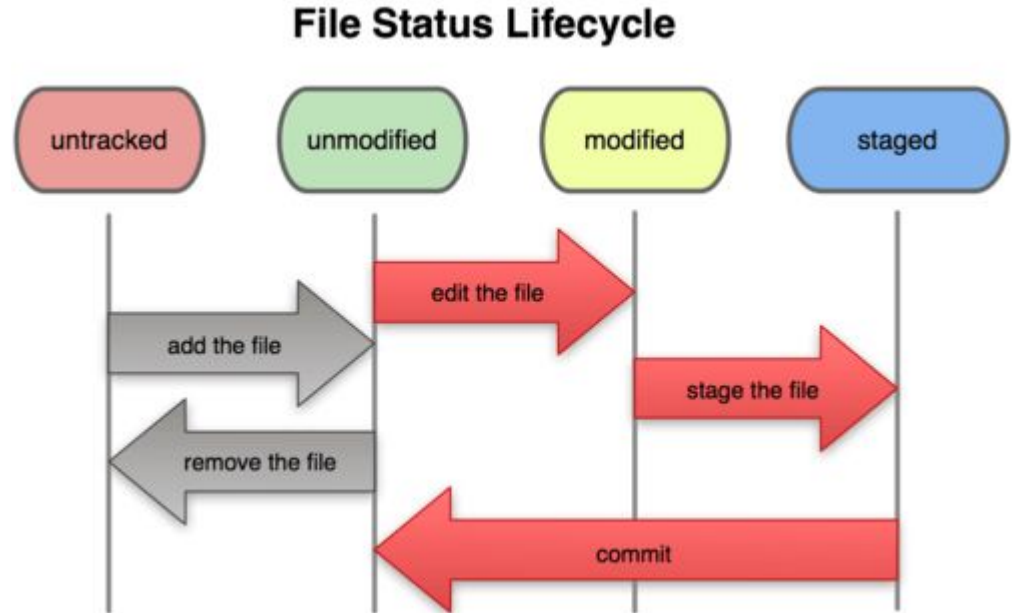 File Status Lifecycle
untracked
unmodified
modified
staged
edit the file
add the file
stage the file
remove the file
commit